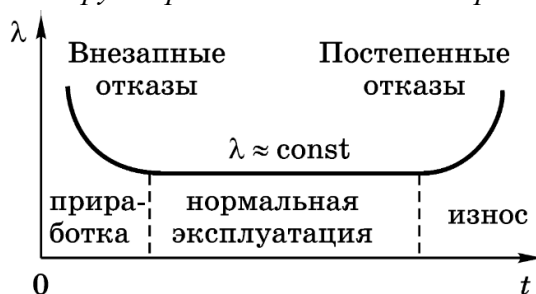 λ
Внезапные
отказы
Постепенные
отказы
λ ≈ const
прира-
ботка
нормальная
эксплуатация
износ
0
t